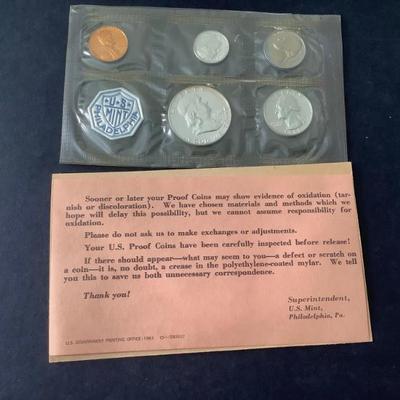 U.S.
MINT
PHILADELPHIA
Sooner or later your Proof Coins may show evidence of oxidation (tar-
nish or discoloration). We have chosen materials and methods which we
hope will delay this possibility, but we cannot assume responsibility for
oxidation.
Please do not ask us to make exchanges or adjustments.
Your U.S. Proof Coins have been carefully inspected before release!
If there should appear—what may seem to you—a defect or scratch on
a coin—it is, no doubt, a crease in the polyethylene-coated mylar. We tell
you this to save us both unnecessary correspondence.
Thank you!
Superintendent,
U.S. Mint,
Philadelphia, Pa.
U.S. GOVERNMENT PRINTING OFFICE: